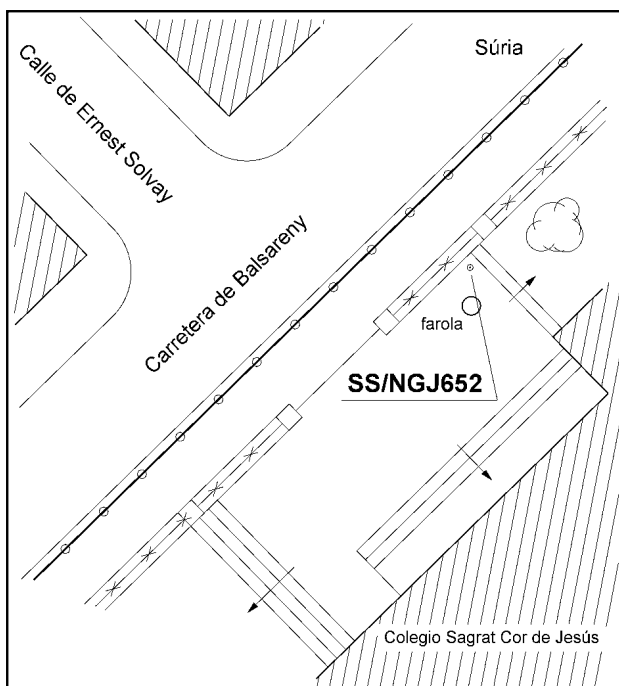 Súria
Calle de Ernest Solvay
Carretera de Balsareny
farola
SS/NGJ652
Colegio Sagrat Cor de Jesús